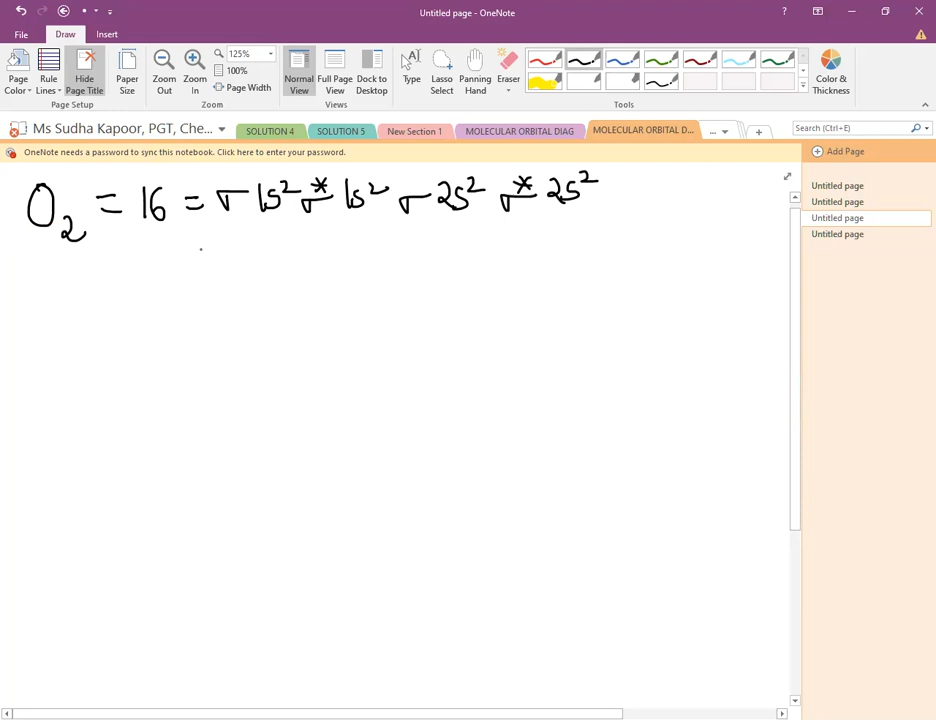 Untitled page - OneNote
File Draw Insert
Page Color Rule Lines Hide Page Title Paper Size Zoom Out Zoom In 125% 100% Page Width Normal View Full Page View Dock to Desktop Type Lasso Select Panning Hand Eraser Color & Thickness
Page Setup Zoom Views Tools
Ms Sudha Kapoor, PGT, Che... SOLUTION 4 SOLUTION 5 New Section 1 MOLECULAR ORBITAL DIAG MOLECULAR ORBITAL D... ... Search (Ctrl+E)
OneNote needs a password to sync this notebook. Click here to enter your password.
Add Page
Untitled page
Untitled page
Untitled page
Untitled page
O₂ = 16 = σ1s² σ*1s² σ2s² σ*2s²